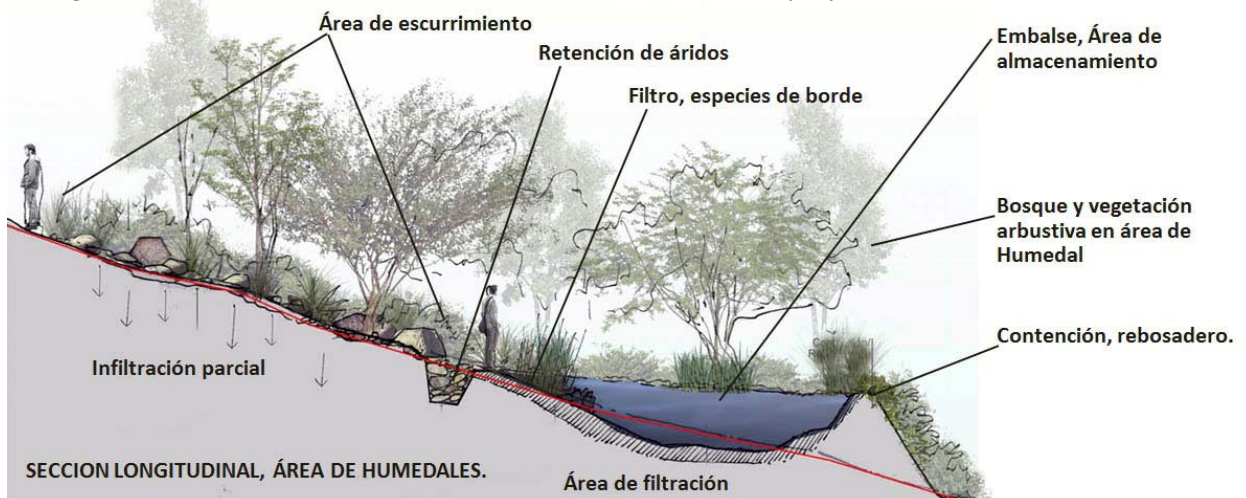 Área de escurrimiento
Retención de áridos
Filtro, especies de borde
Embalse, Área de
almacenamiento
Bosque y vegetación
arbustiva en área de
Humedal
Contención, rebosadero.
Infiltración parcial
SECCION LONGITUDINAL, ÁREA DE HUMEDALES.
Área de filtración